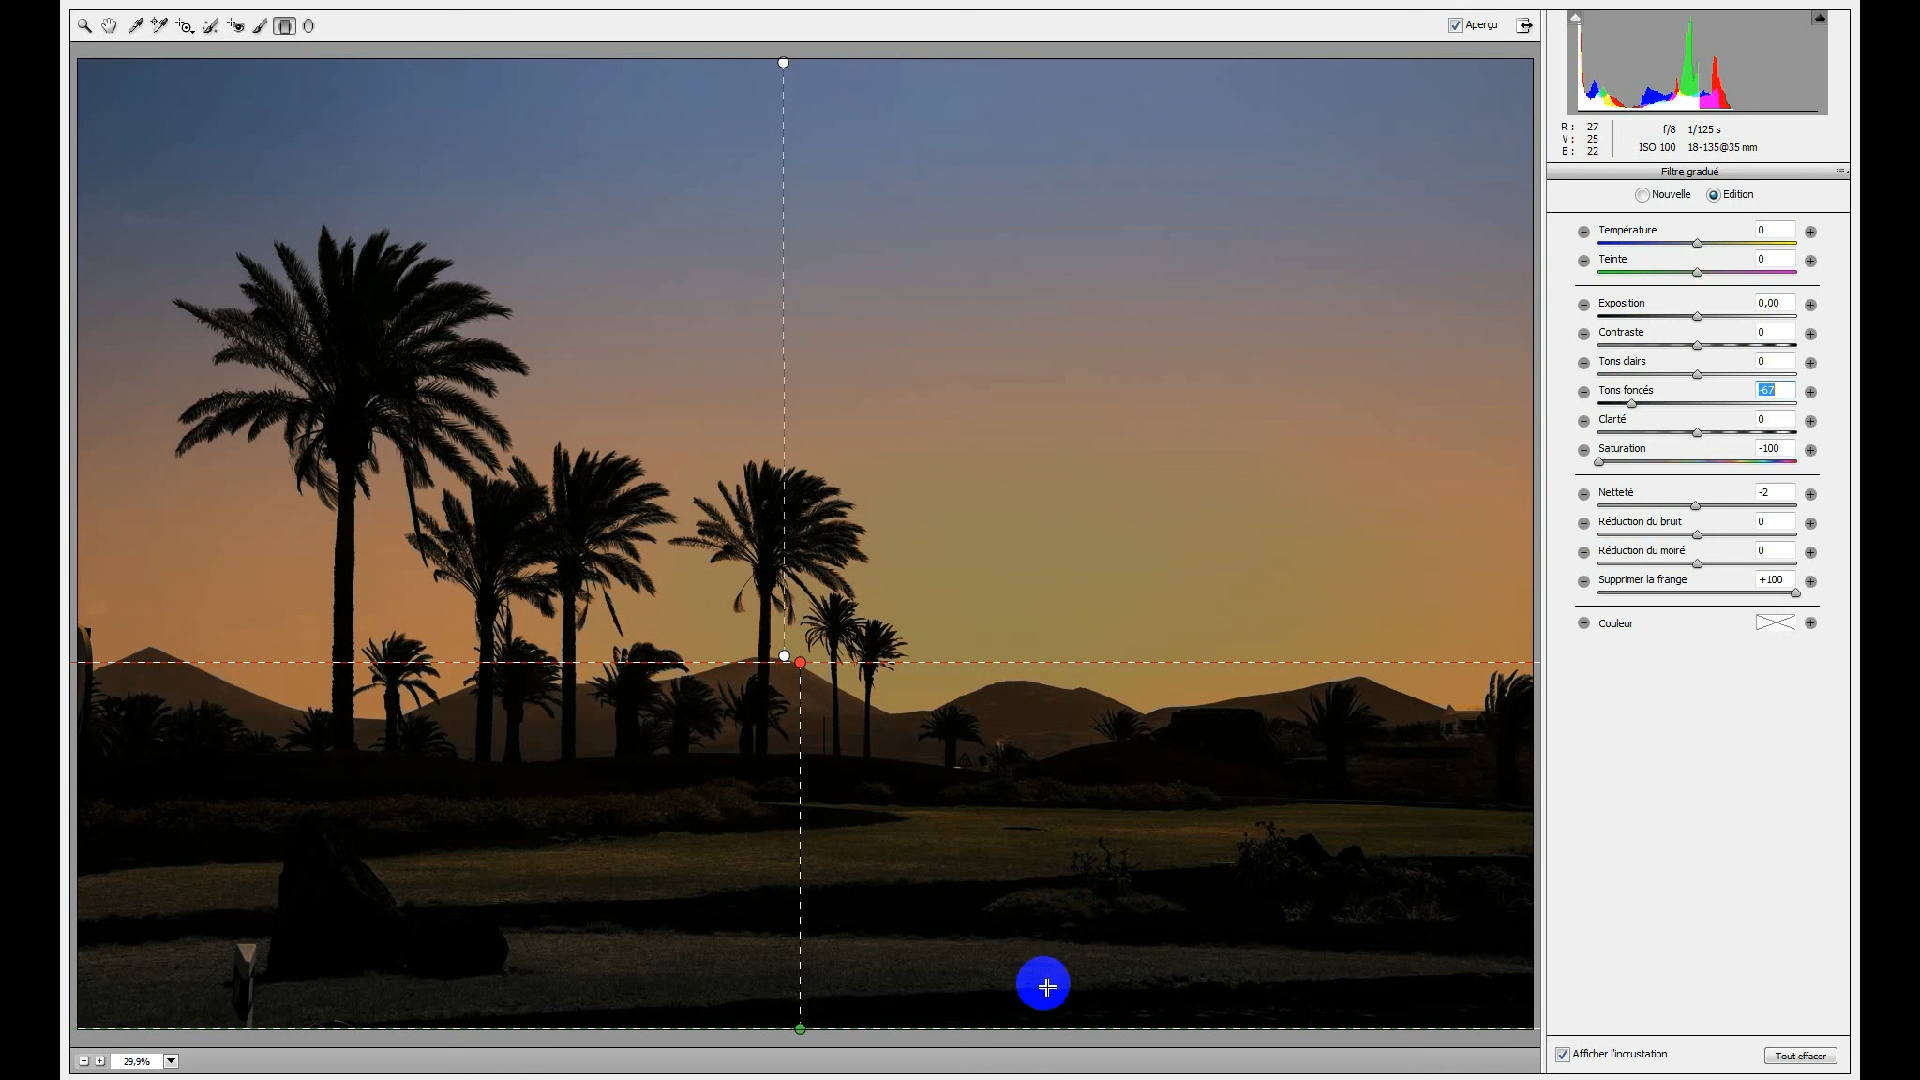 Aperçu
R: 27
V: 25
B: 22
f/8 1/125 s
ISO 100 18-135@35 mm
Filtre gradué
Nouvelle Edition
Température 0
Teinte 0
Exposition 0,00
Contraste 0
Tons clairs 0
Tons foncés -67
Clarté 0
Saturation -100
Netteté -2
Réduction du bruit 0
Réduction du moiré 0
Supprimer la frange +100
Couleur
29,9%
Afficher l'incrustation Tout effacer